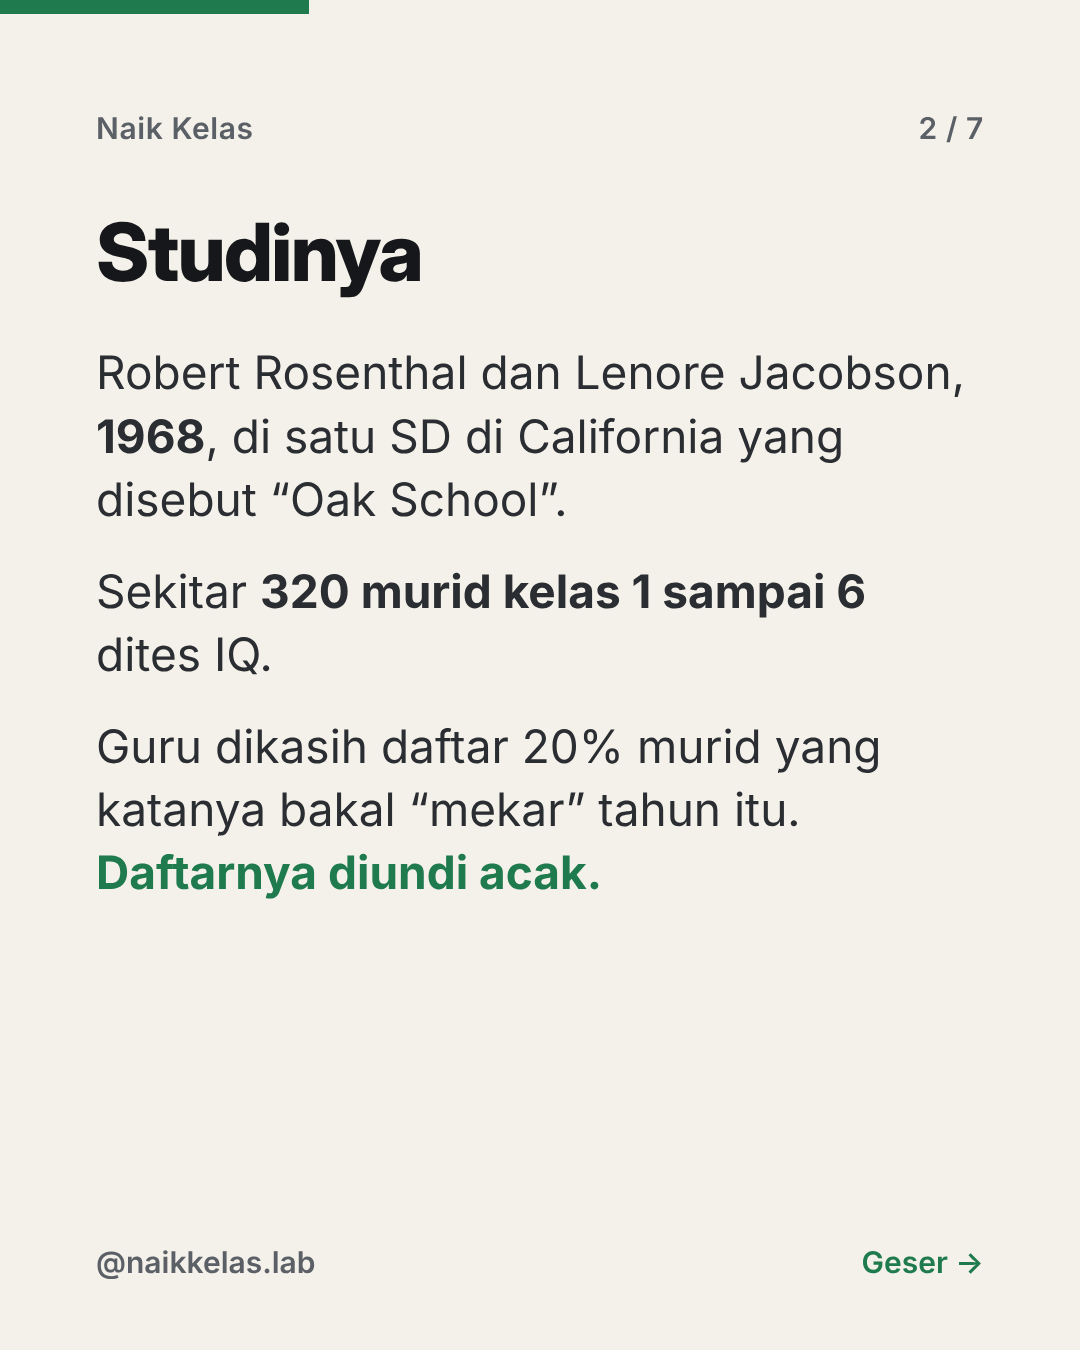 Naik Kelas
2 / 7
Studinya
Robert Rosenthal dan Lenore Jacobson,
1968, di satu SD di California yang
disebut “Oak School”.
Sekitar 320 murid kelas 1 sampai 6
dites IQ.
Guru dikasih daftar 20% murid yang
katanya bakal “mekar” tahun itu.
Daftarnya diundi acak.
@naikkelas.lab
Geser →